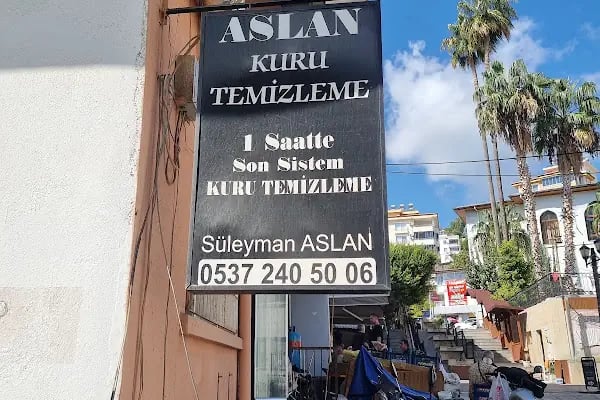 ASLAN
KURU
TEMİZLEME
1 Saatte
Son Sistem
KURU TEMİZLEME
Süleyman ASLAN
0537 240 50 06